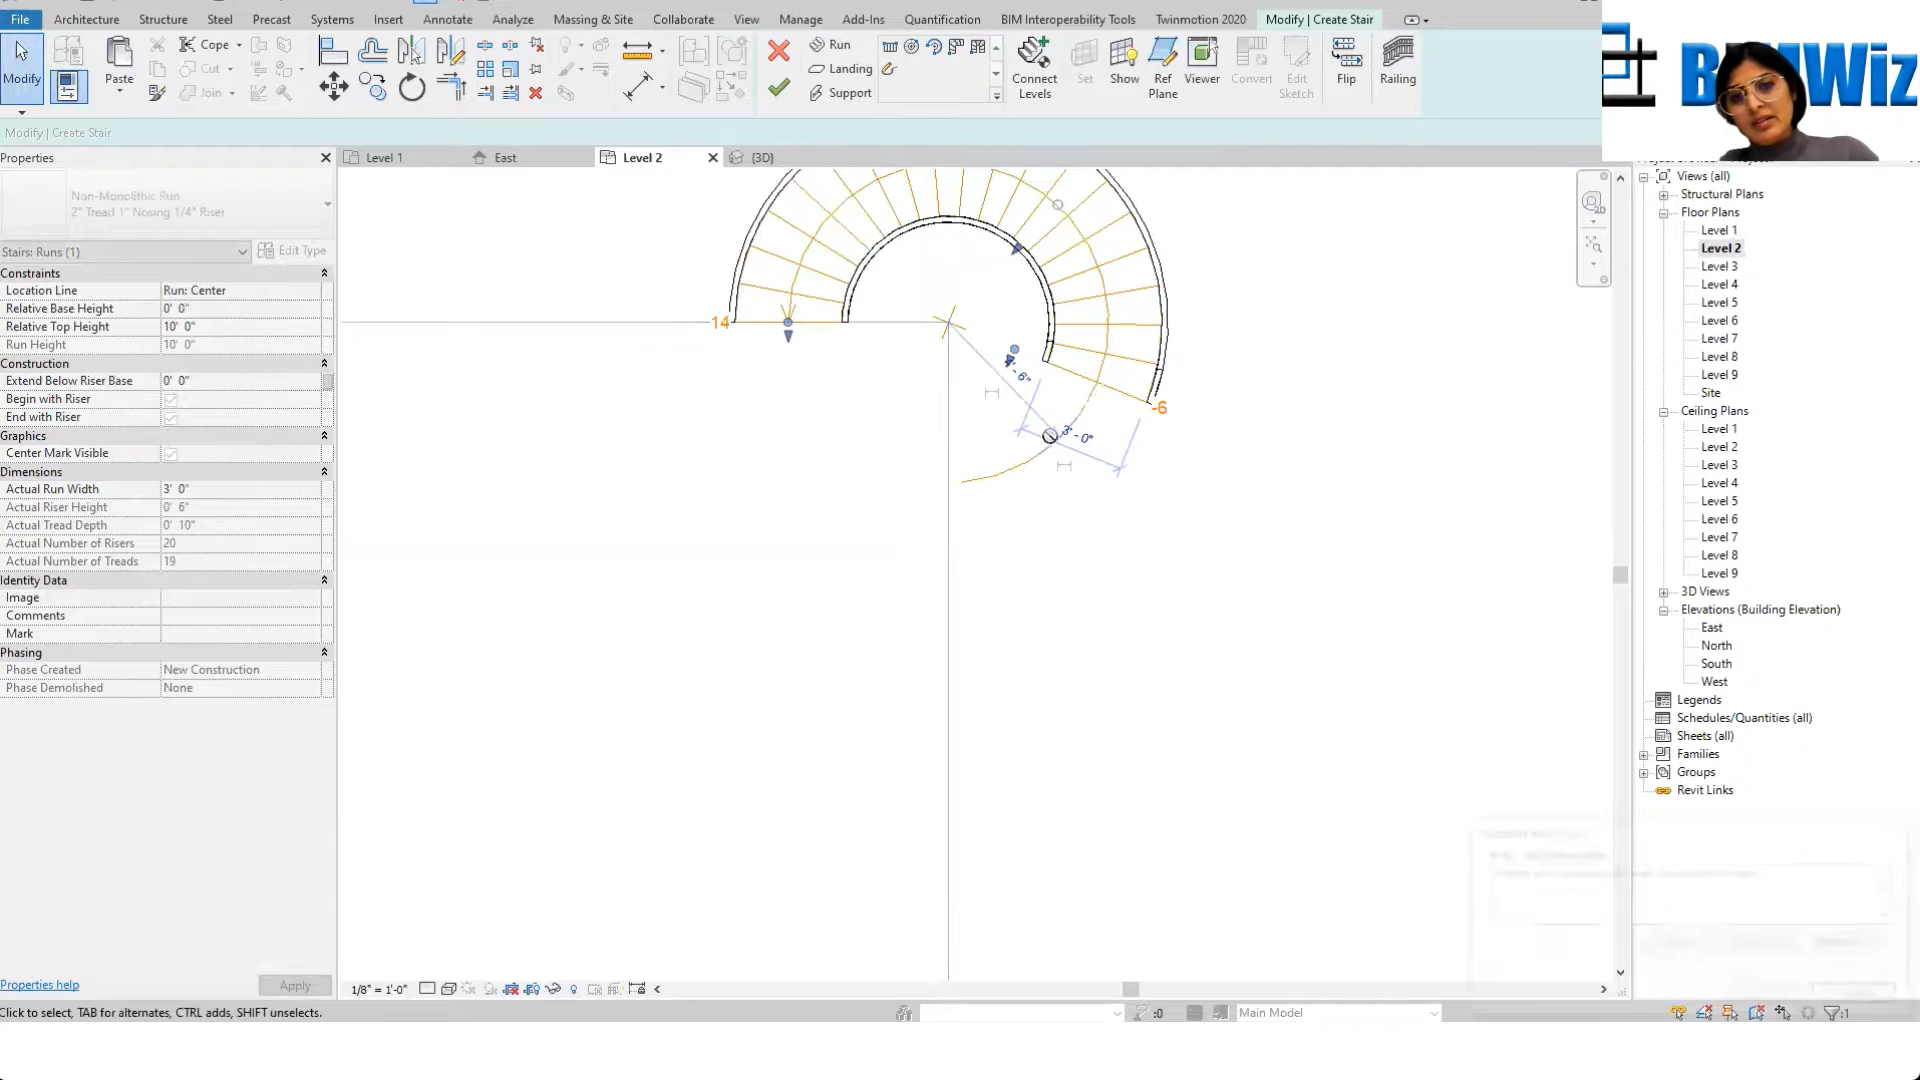 File Architecture Structure Steel Precast Systems Insert Annotate Analyze Massing & Site Collaborate View Manage Add-Ins Quantification BIM Interoperability Tools Twinmotion 2020 Modify | Create Stair
Modify
Paste
Cope
Cut
Join
Run
Landing
Support
Connect Levels
Set
Show
Ref Plane
Viewer
Convert
Edit Sketch
Flip
Railing
Wiz
Modify | Create Stair
Properties
Level 1
East
Level 2
{3D}
Non-Monolithic Run
2" Tread 1" Nosing 1/4" Riser
Stairs: Runs (1)
Edit Type
Constraints
Location Line Run: Center
Relative Base Height 0' 0"
Relative Top Height 10' 0"
Run Height 10' 0"
Construction
Extend Below Riser Base 0' 0"
Begin with Riser
End with Riser
Graphics
Center Mark Visible
Dimensions
Actual Run Width 3' 0"
Actual Riser Height 0' 6"
Actual Tread Depth 0' 10"
Actual Number of Risers 20
Actual Number of Treads 19
Identity Data
Image
Comments
Mark
Phasing
Phase Created New Construction
Phase Demolished None
Properties help
Apply
14
-6
3' - 0"
Views (all)
Structural Plans
Floor Plans
Level 1
Level 2
Level 3
Level 4
Level 5
Level 6
Level 7
Level 8
Level 9
Site
Ceiling Plans
Level 1
Level 2
Level 3
Level 4
Level 5
Level 6
Level 7
Level 8
Level 9
3D Views
Elevations (Building Elevation)
East
North
South
West
Legends
Schedules/Quantities (all)
Sheets (all)
Families
Groups
Revit Links
1/8" = 1'-0"
Click to select, TAB for alternates, CTRL adds, SHIFT unselects.
:0
Main Model
:1